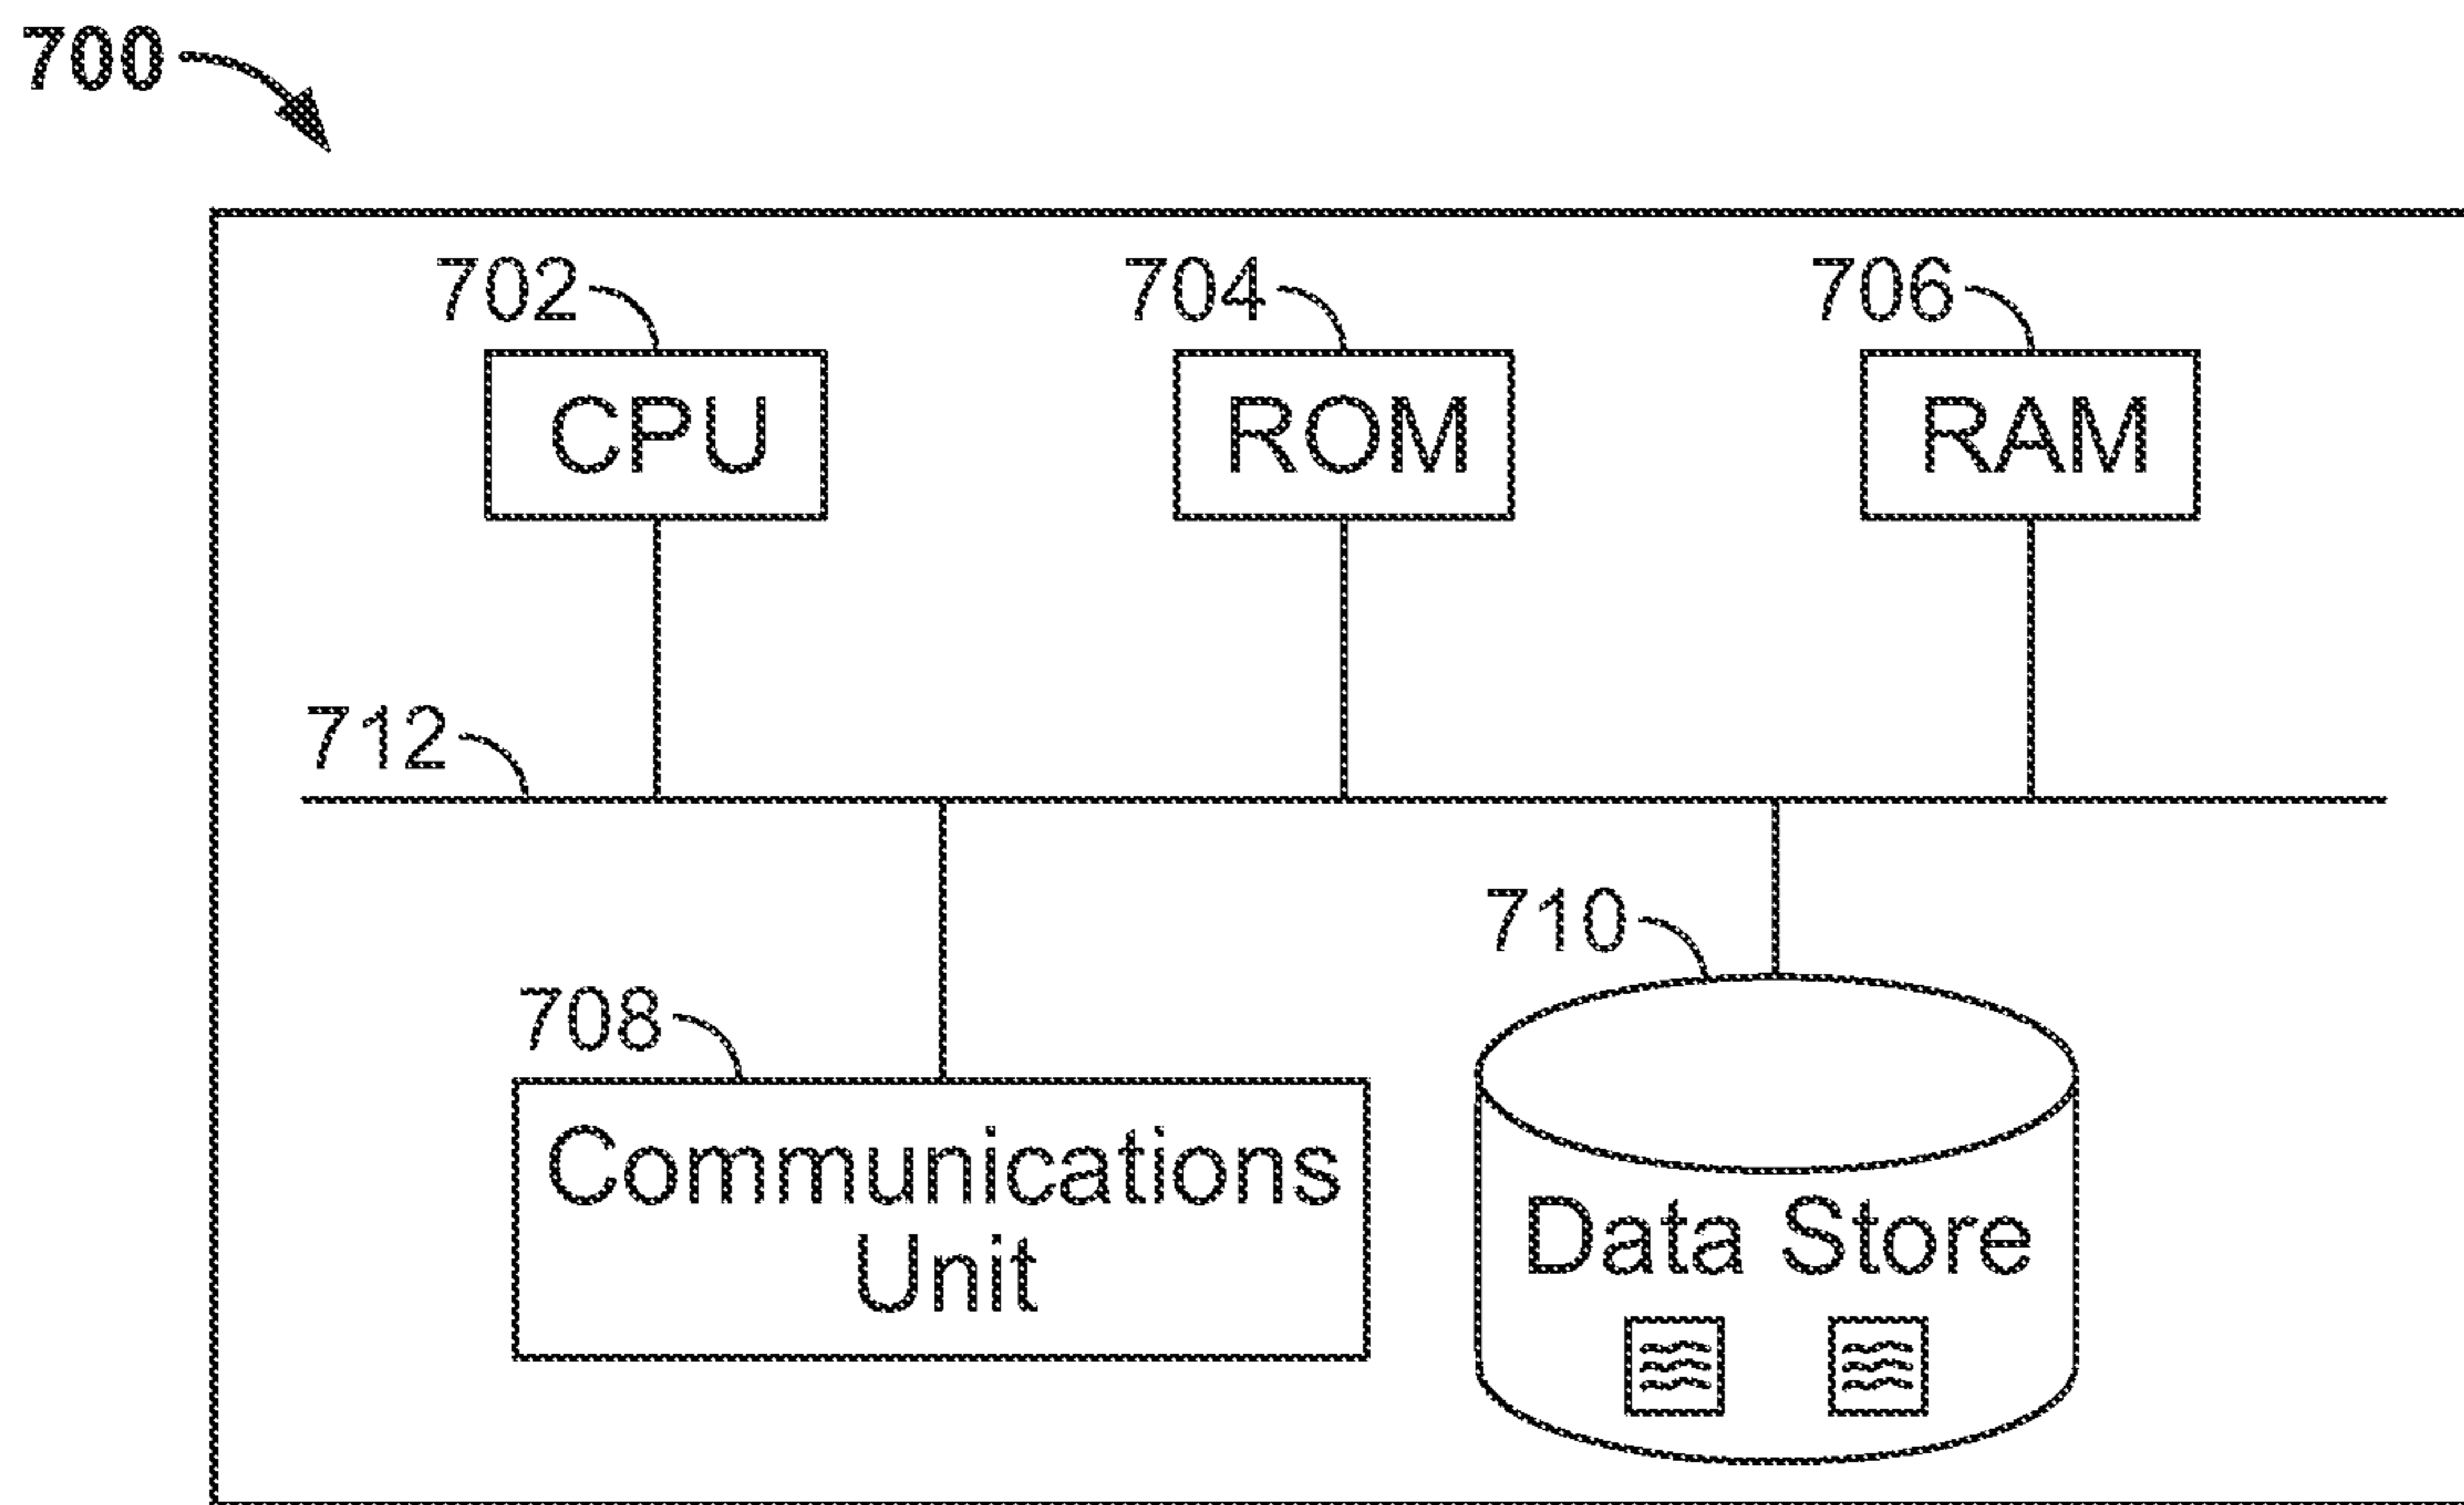 700
702
704
706
CPU
ROM
RAM
712
710
708
Communications
Unit
Data Store